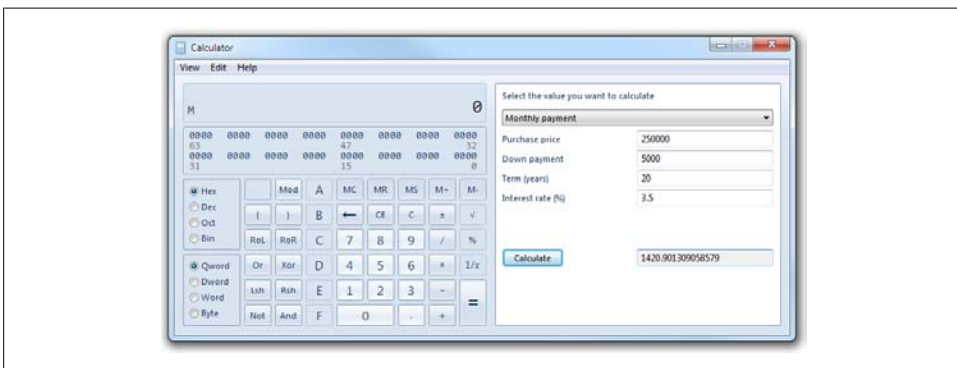 Calculator
View Edit Help
M 0
0000 0000 0000 0000 0000 0000 0000 0000
63 47 32
0000 0000 0000 0000 0000 0000 0000 0000
31 15 0
Hex
Dec
Oct
Bin
Qword
Dword
Word
Byte
Mod A MC MR MS M+ M-
( ) B ← CE C ± √
RoL RoR C 7 8 9 / %
Or Xor D 4 5 6 * 1/x
Lsh Rsh E 1 2 3 - =
Not And F 0 . +
Select the value you want to calculate
Monthly payment
Purchase price 250000
Down payment 5000
Term (years) 20
Interest rate (%) 3.5
Calculate 1420.901309058579